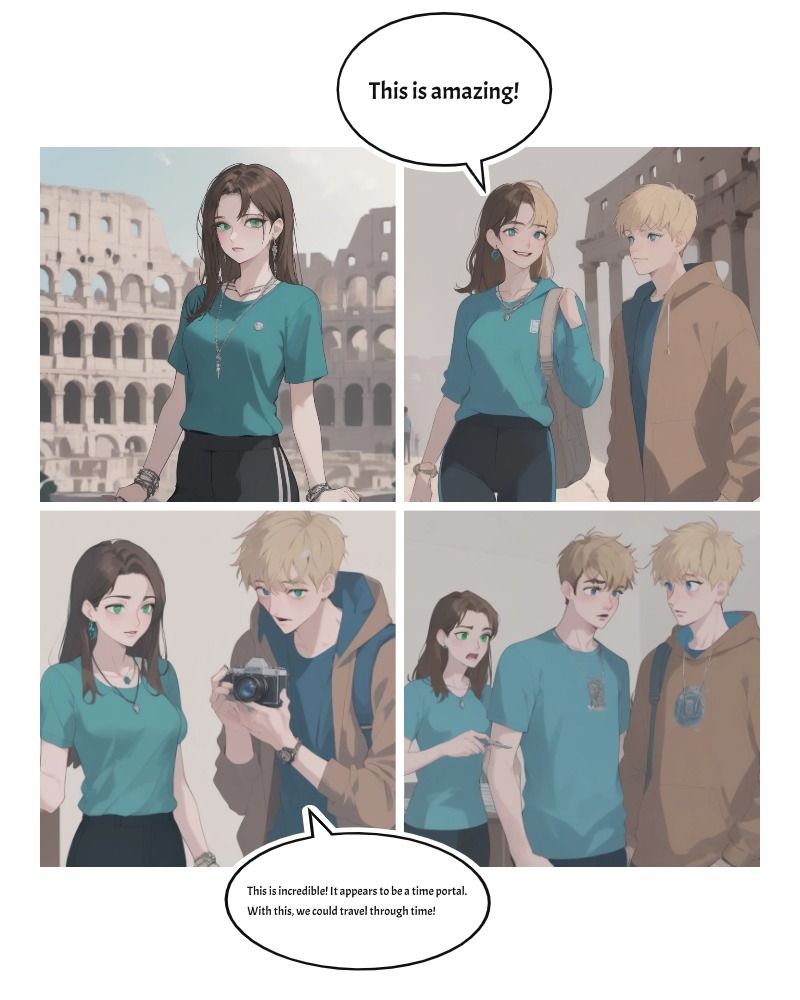 This is amazing!
This is incredible! It appears to be a time portal.
With this, we could travel through time!